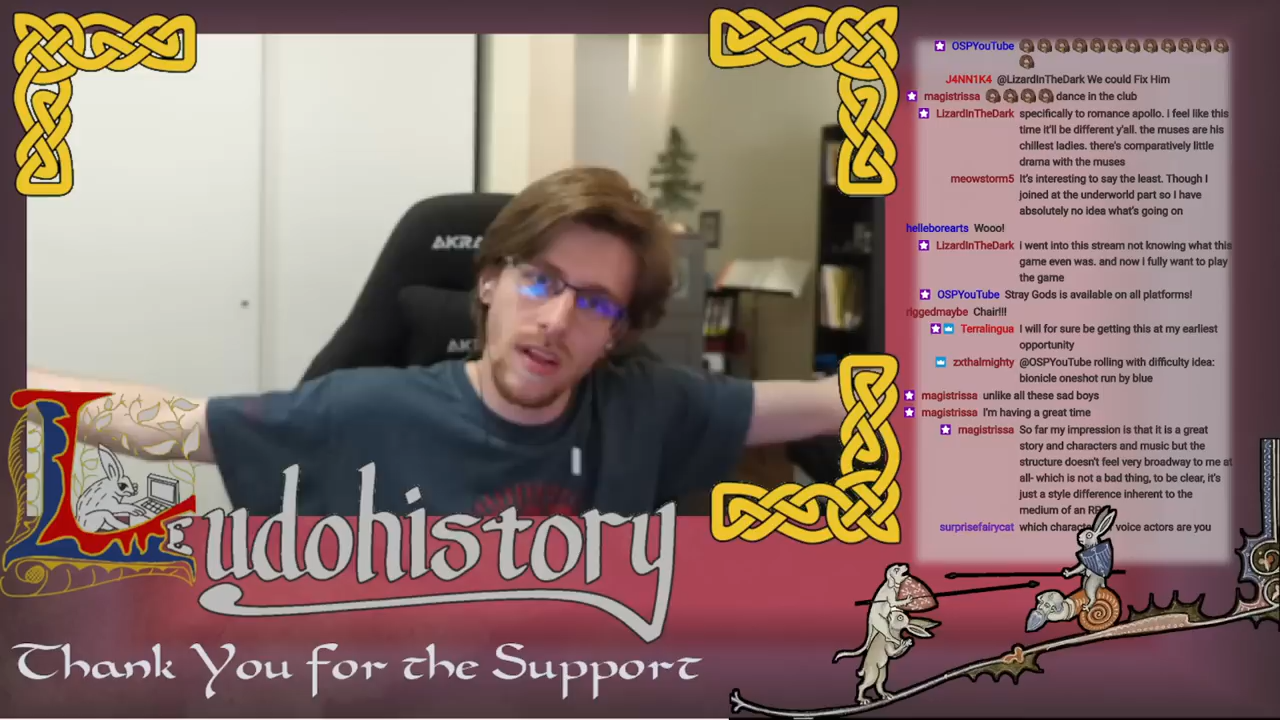 AKRA
AK
Ludohistory
Thank You for the Support
OSPYouTube
J4NN1K4 @LizardInTheDark We could Fix Him
magistrissa dance in the club
LizardInTheDark specifically to romance apollo. i feel like this
time it'll be different y'all. the muses are his
chillest ladies. there's comparatively little
drama with the muses
meowstorm5 It's interesting to say the least. Though I
joined at the underworld part so I have
absolutely no idea what's going on
helleborearts Wooo!
LizardInTheDark i went into this stream not knowing what this
game even was. and now i fully want to play
the game
OSPYouTube Stray Gods is available on all platforms!
riggedmaybe Chair!!!
Terralingua I will for sure be getting this at my earliest
opportunity
zxthalmighty @OSPYouTube rolling with difficulty idea:
bionicle oneshot run by blue
magistrissa unlike all these sad boys
magistrissa I'm having a great time
magistrissa So far my impression is that it is a great
story and characters and music but the
structure doesn't feel very broadway to me at
all- which is not a bad thing, to be clear, it's
just a style difference inherent to the
medium of an RP
surprisefairycat which charac voice actors are you